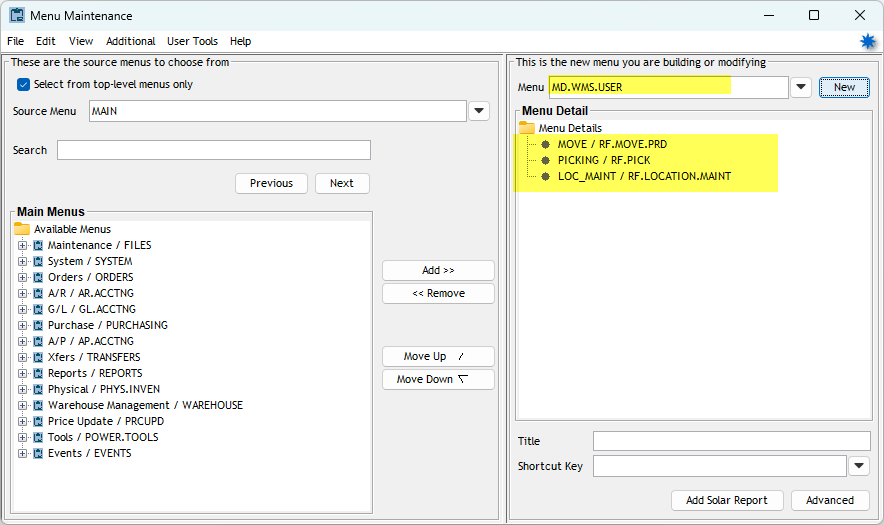 Menu Maintenance
File Edit View Additional User Tools Help
These are the source menus to choose from
Select from top-level menus only
Source Menu MAIN
Search
Previous Next
Main Menus
Available Menus
Maintenance / FILES
System / SYSTEM
Orders / ORDERS
A/R / AR.ACCTNG
G/L / GL.ACCTNG
Purchase / PURCHASING
A/P / AP.ACCTNG
Xfers / TRANSFERS
Reports / REPORTS
Physical / PHYS.INVEN
Warehouse Management / WAREHOUSE
Price Update / PRCUPD
Tools / POWER.TOOLS
Events / EVENTS
Add >>
<< Remove
Move Up
Move Down
This is the new menu you are building or modifying
Menu MD.WMS.USER New
Menu Detail
Menu Details
MOVE / RF.MOVE.PRD
PICKING / RF.PICK
LOC_MAINT / RF.LOCATION.MAINT
Title
Shortcut Key
Add Solar Report Advanced